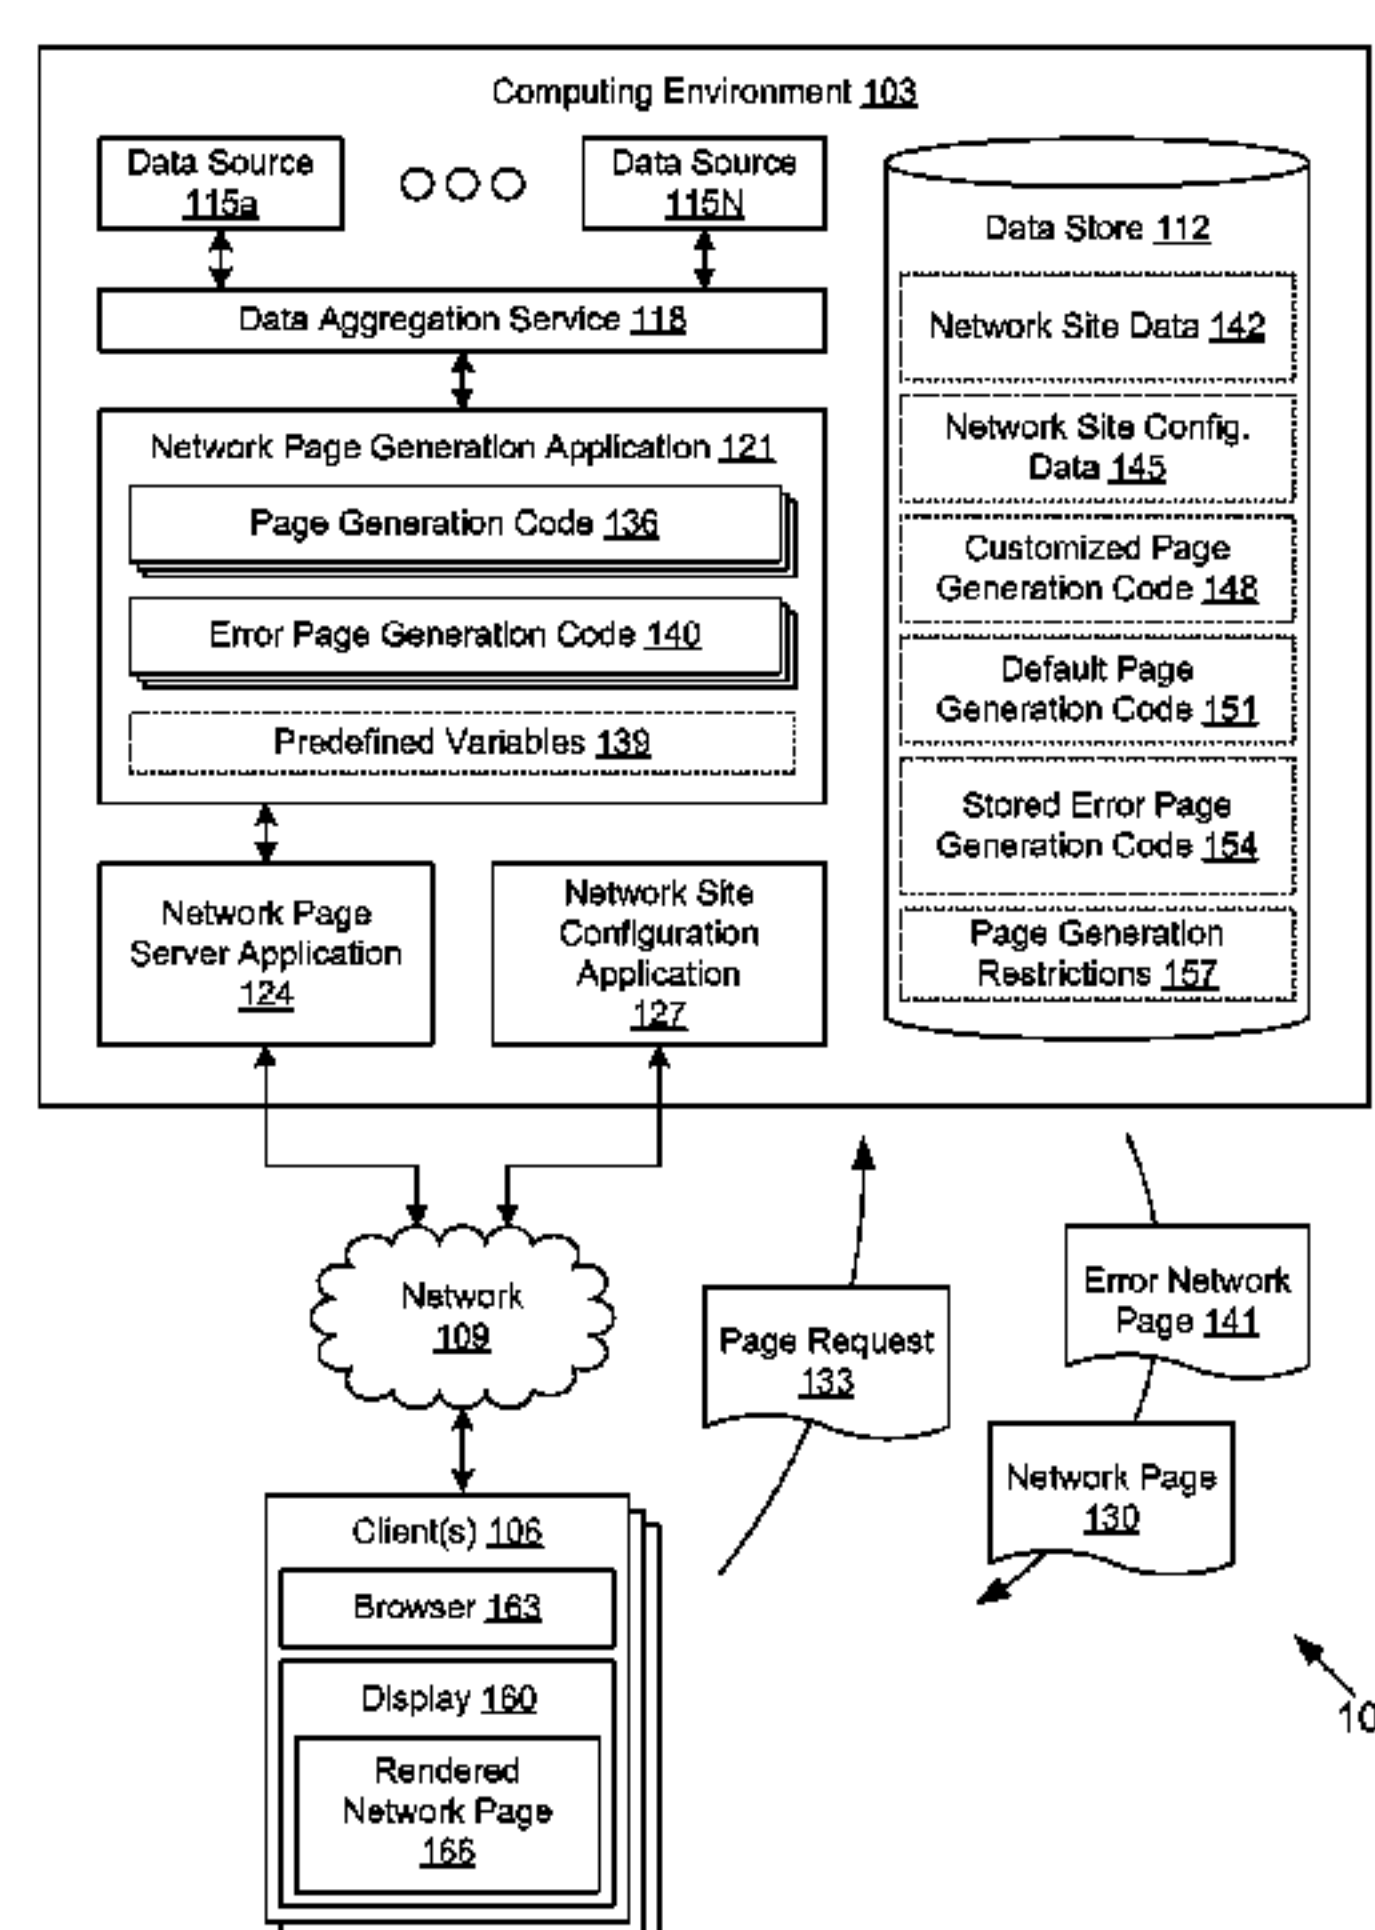 Computing Environment 103
Data Source
115a
Data Source
115N
Data Aggregation Service 118
Network Page Generation Application 121
Page Generation Code 136
Error Page Generation Code 140
Predefined Variables 139
Network Page
Server Application
124
Network Site
Configuration
Application
127
Data Store 112
Network Site Data 142
Network Site Config.
Data 145
Customized Page
Generation Code 148
Default Page
Generation Code 151
Stored Error Page
Generation Code 154
Page Generation
Restrictions 157
Network
109
Page Request
133
Error Network
Page 141
Network Page
130
Client(s) 106
Browser 163
Display 160
Rendered
Network Page
166
10